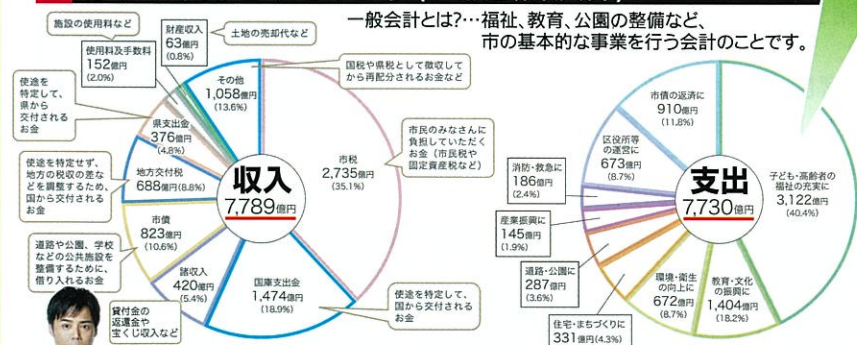 一般会計とは?…福祉、教育、公園の整備など、
市の基本的な事業を行う会計のことです。
施設の使用料など
使用料及手数料
152億円
(2.0%)
財産収入
63億円
(0.8%)
土地の売却代など
その他
1,058億円
(13.6%)
国税や県税として徴収して
から再配分されるお金など
使途を
特定して、
県から
交付される
お金
県支出金
376億円
(4.8%)
市税
2,735億円
(35.1%)
市民のみなさんに
負担していただく
お金(市民税や
固定資産税など)
使途を特定せず、
地方の税収の差な
どを調整するため、
国から交付される
お金
地方交付税
688億円(8.8%)
収入
7,789億円
市債
823億円
(10.6%)
道路や公園、学校
などの公共施設を
整備するために、
借り入れるお金
諸収入
420億円
(5.4%)
国庫支出金
1,474億円
(18.9%)
使途を特定して、
国から交付される
お金
貸付金の
返還金や
宝くじ収入など
市債の返済に
910億円
(11.8%)
区役所等
の運営に
673億円
(8.7%)
消防・救急に
186億円
(2.4%)
支出
7,730億円
子ども・高齢者の
福祉の充実に
3,122億円
(40.4%)
産業振興に
145億円
(1.9%)
道路・公園に
287億円
(3.6%)
環境・衛生
の向上に
672億円
(8.7%)
教育・文化
の振興に
1,404億円
(18.2%)
住宅・まちづくりに
331億円(4.3%)